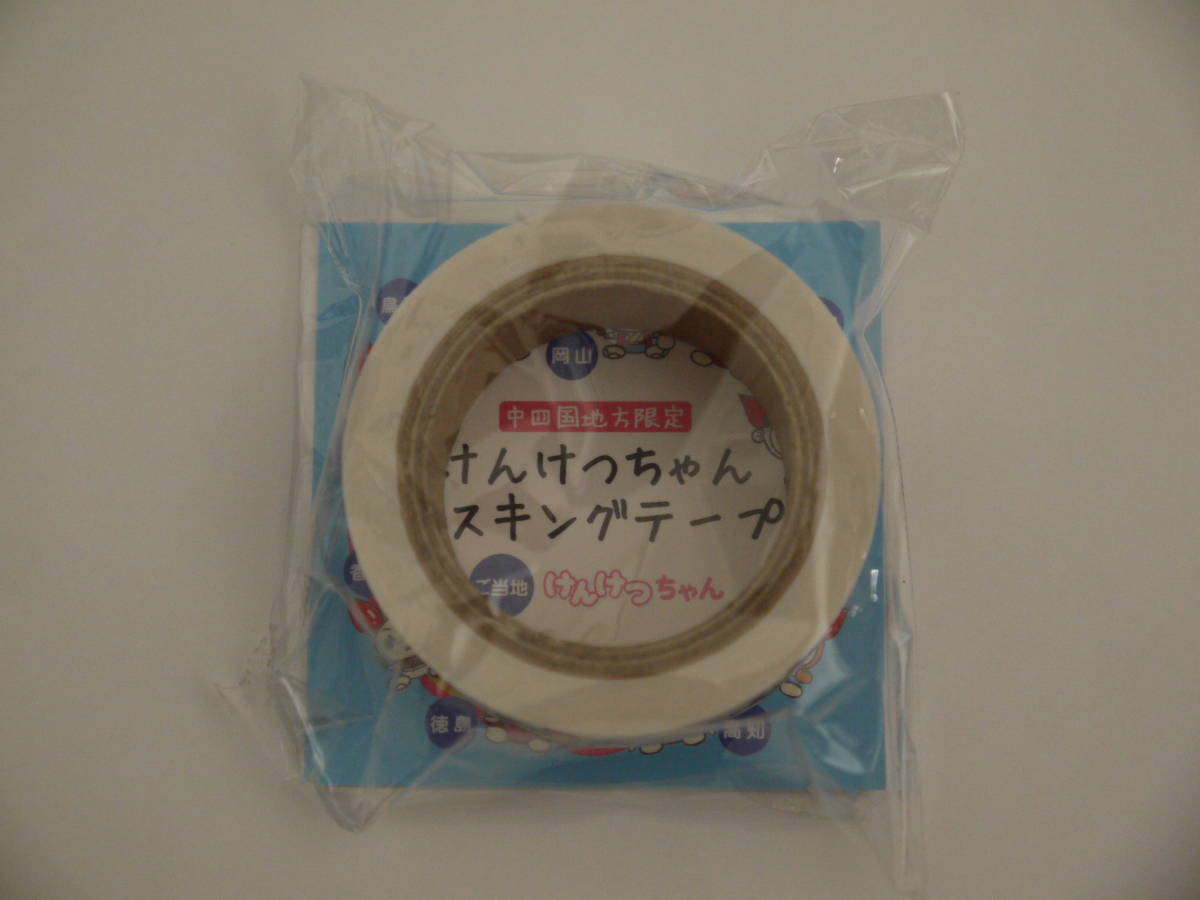 岡山
中四国地方限定
けんけつちゃん
スキングテープ
ご当地 けんけつちゃん
徳島
高知